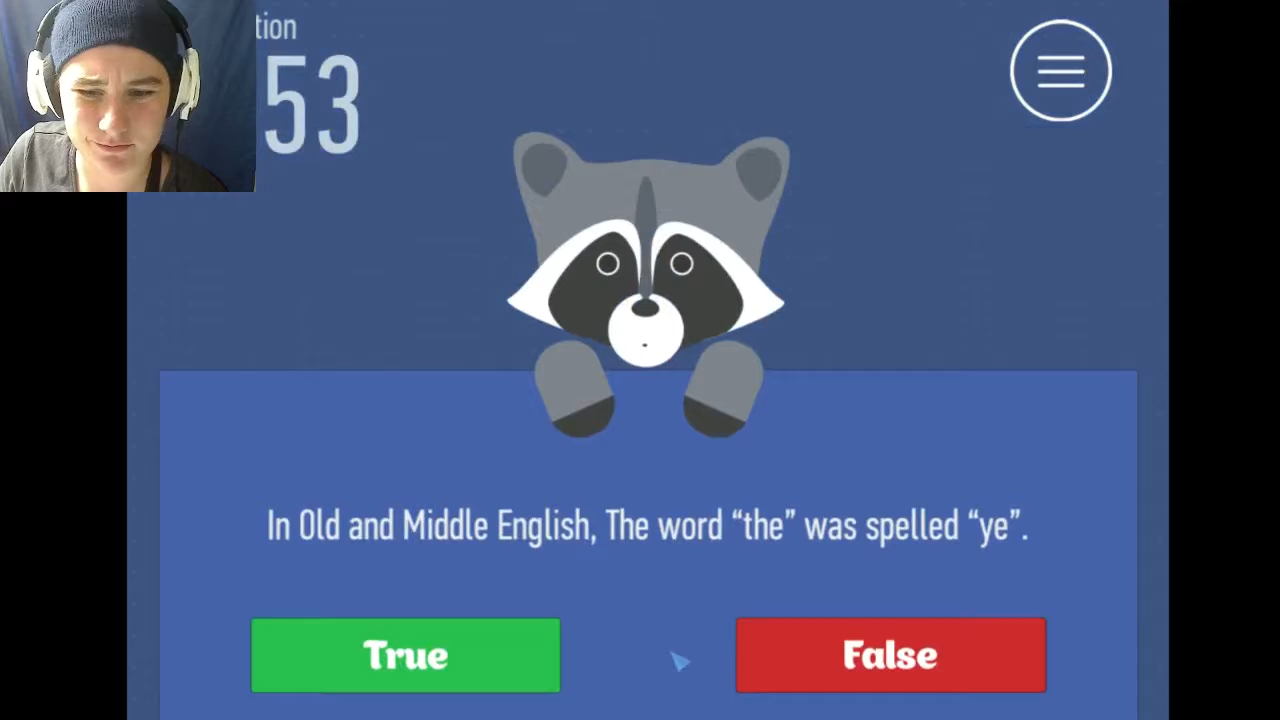 tion
53
In Old and Middle English, The word “the” was spelled “ye”.
True
False